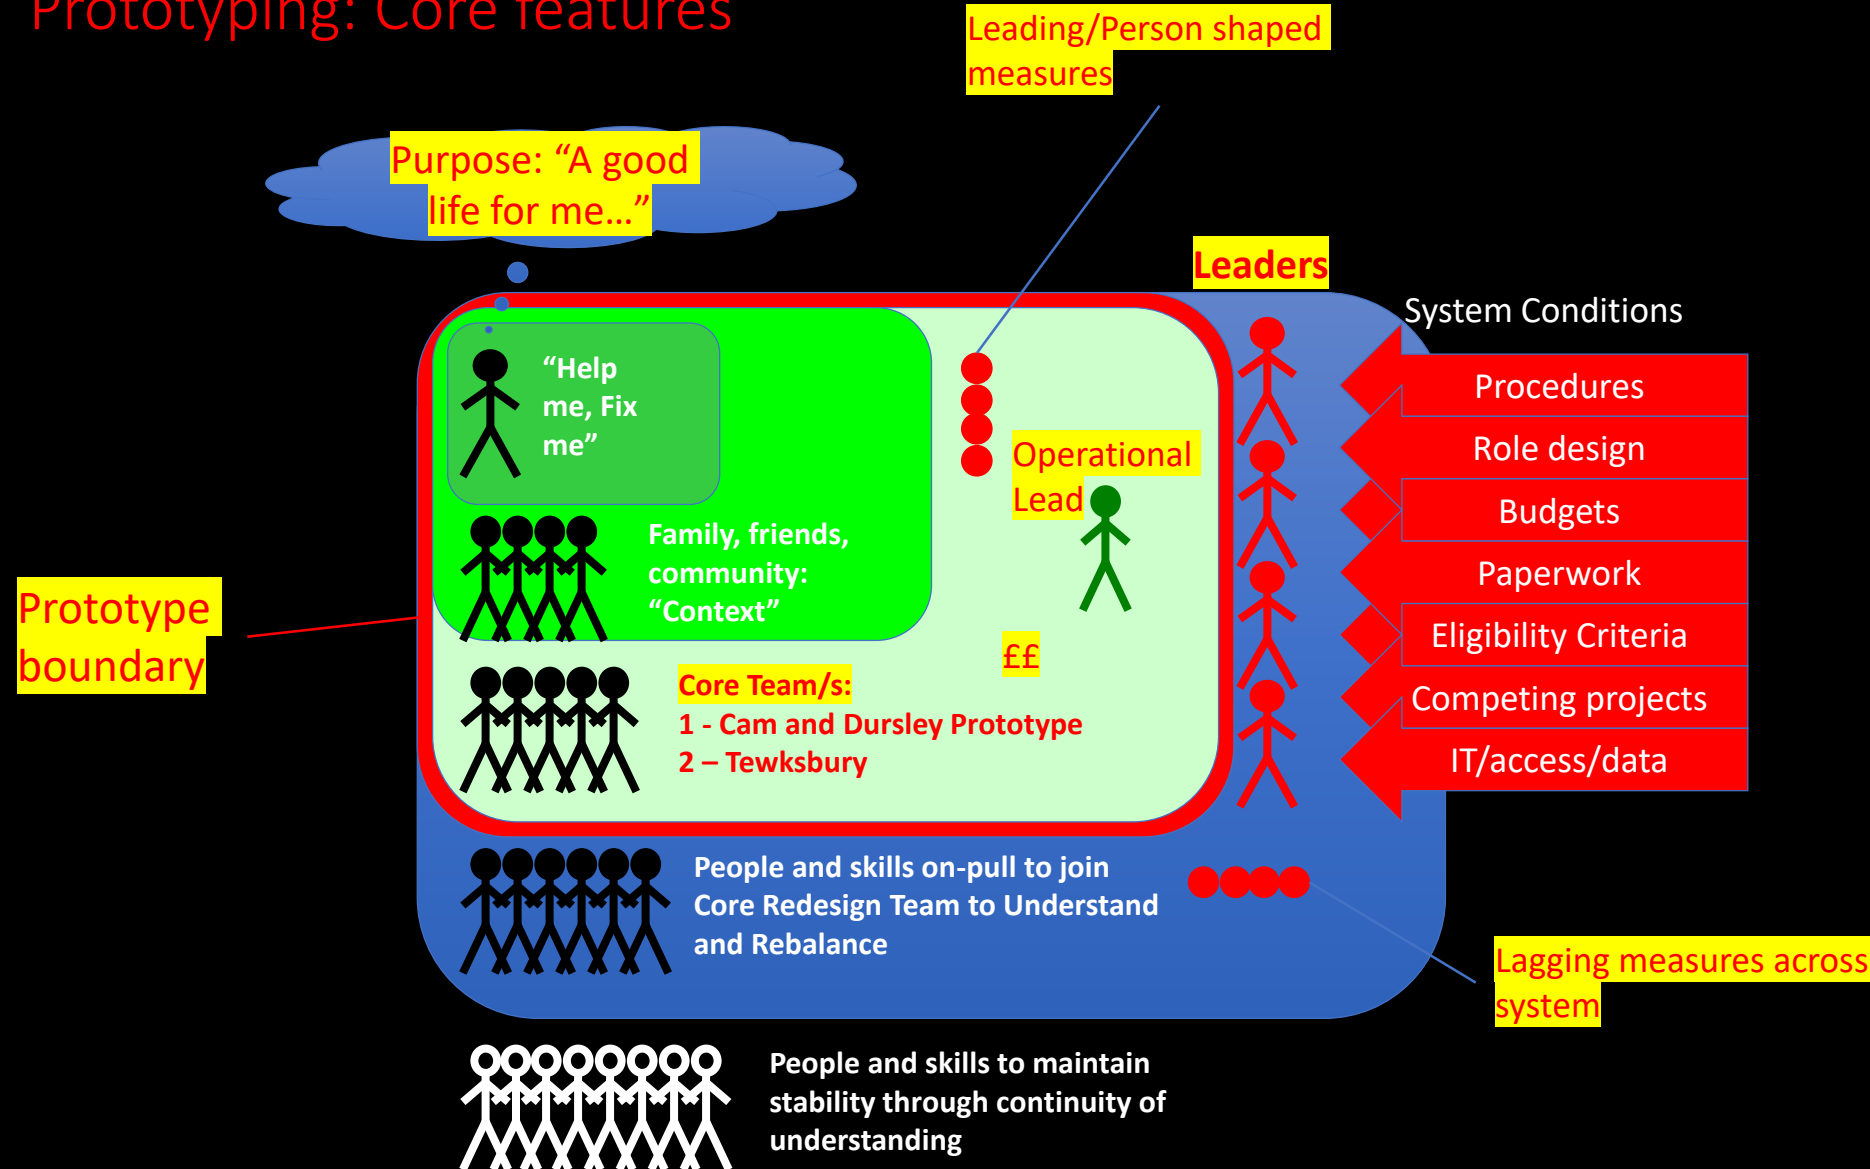 Prototyping: Core features
Leading/Person shaped
measures
Purpose: “A good
life for me…”
Leaders
System Conditions
“Help
me, Fix
me”
Procedures
Role design
Operational
Lead
Budgets
Family, friends,
community:
“Context”
Paperwork
Prototype
boundary
Eligibility Criteria
££
Core Team/s:
1 - Cam and Dursley Prototype
2 – Tewksbury
Competing projects
IT/access/data
People and skills on-pull to join
Core Redesign Team to Understand
and Rebalance
Lagging measures across
system
People and skills to maintain
stability through continuity of
understanding